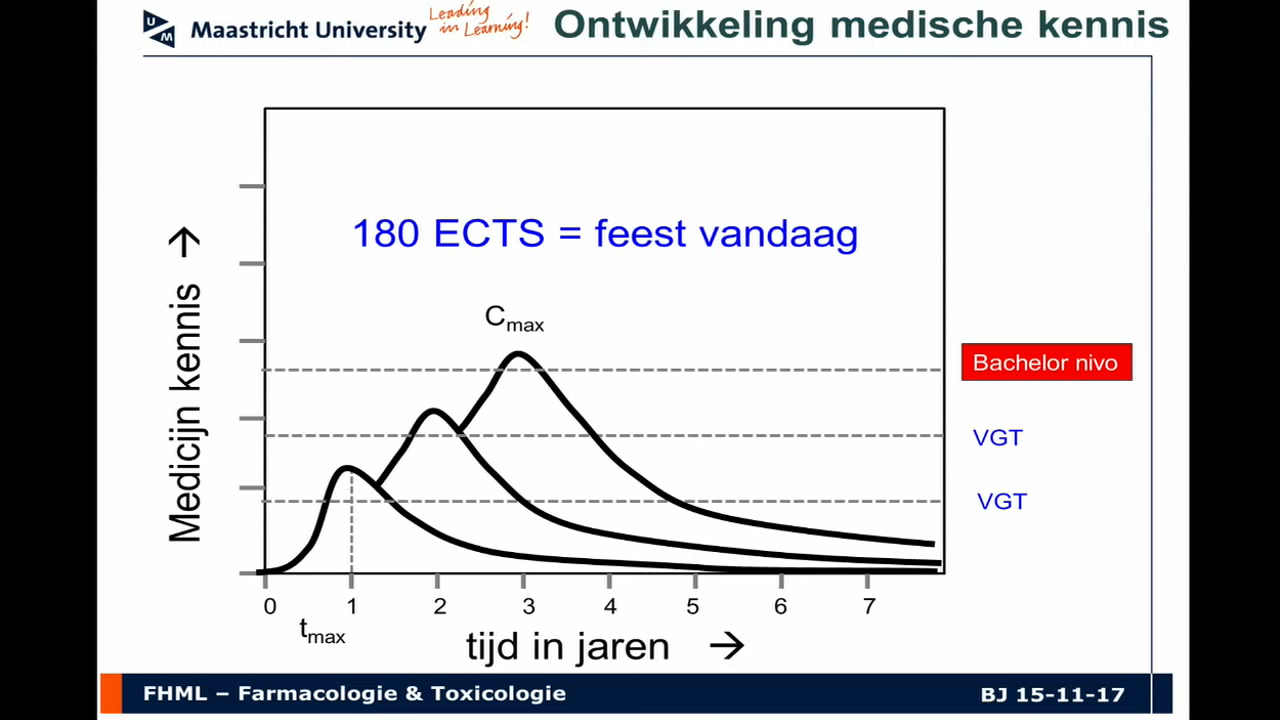 UM
Maastricht University
Leading
in Learning!
Ontwikkeling medische kennis
180 ECTS = feest vandaag
Cmax
Medicijn kennis →
Bachelor nivo
VGT
VGT
0 1 2 3 4 5 6 7
tmax
tijd in jaren →
FHML – Farmacologie & Toxicologie
BJ 15-11-17